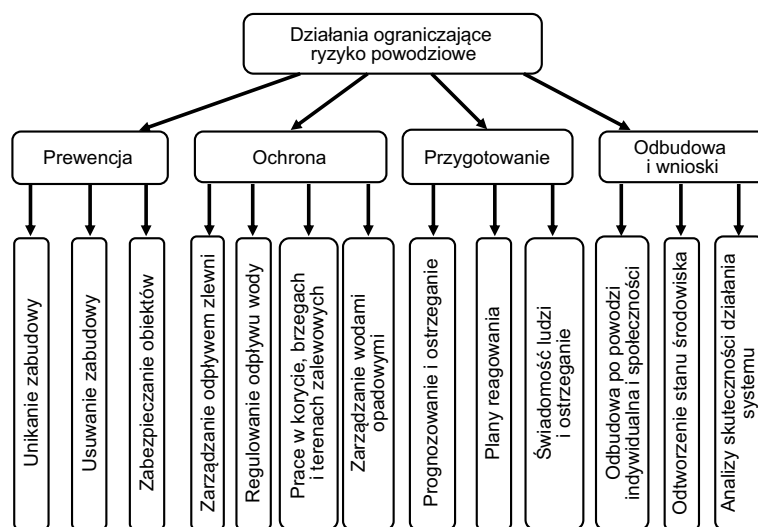 Działania ograniczające
ryzyko powodziowe
Prewencja
Ochrona
Przygotowanie
Odbudowa
i wnioski
Unikanie zabudowy
Usuwanie zabudowy
Zabezpieczanie obiektów
Zarządzanie odpływem zlewni
Regulowanie odpływu wody
Prace w korycie, brzegach
i terenach zalewowych
Zarządzanie wodami
opadowymi
Prognozowanie i ostrzeganie
Plany reagowania
Świadomość ludzi
i ostrzeganie
Odbudowa po powodzi
indywidualna i społeczności
Odtworzenie stanu środowiska
Analizy skuteczności działania
systemu